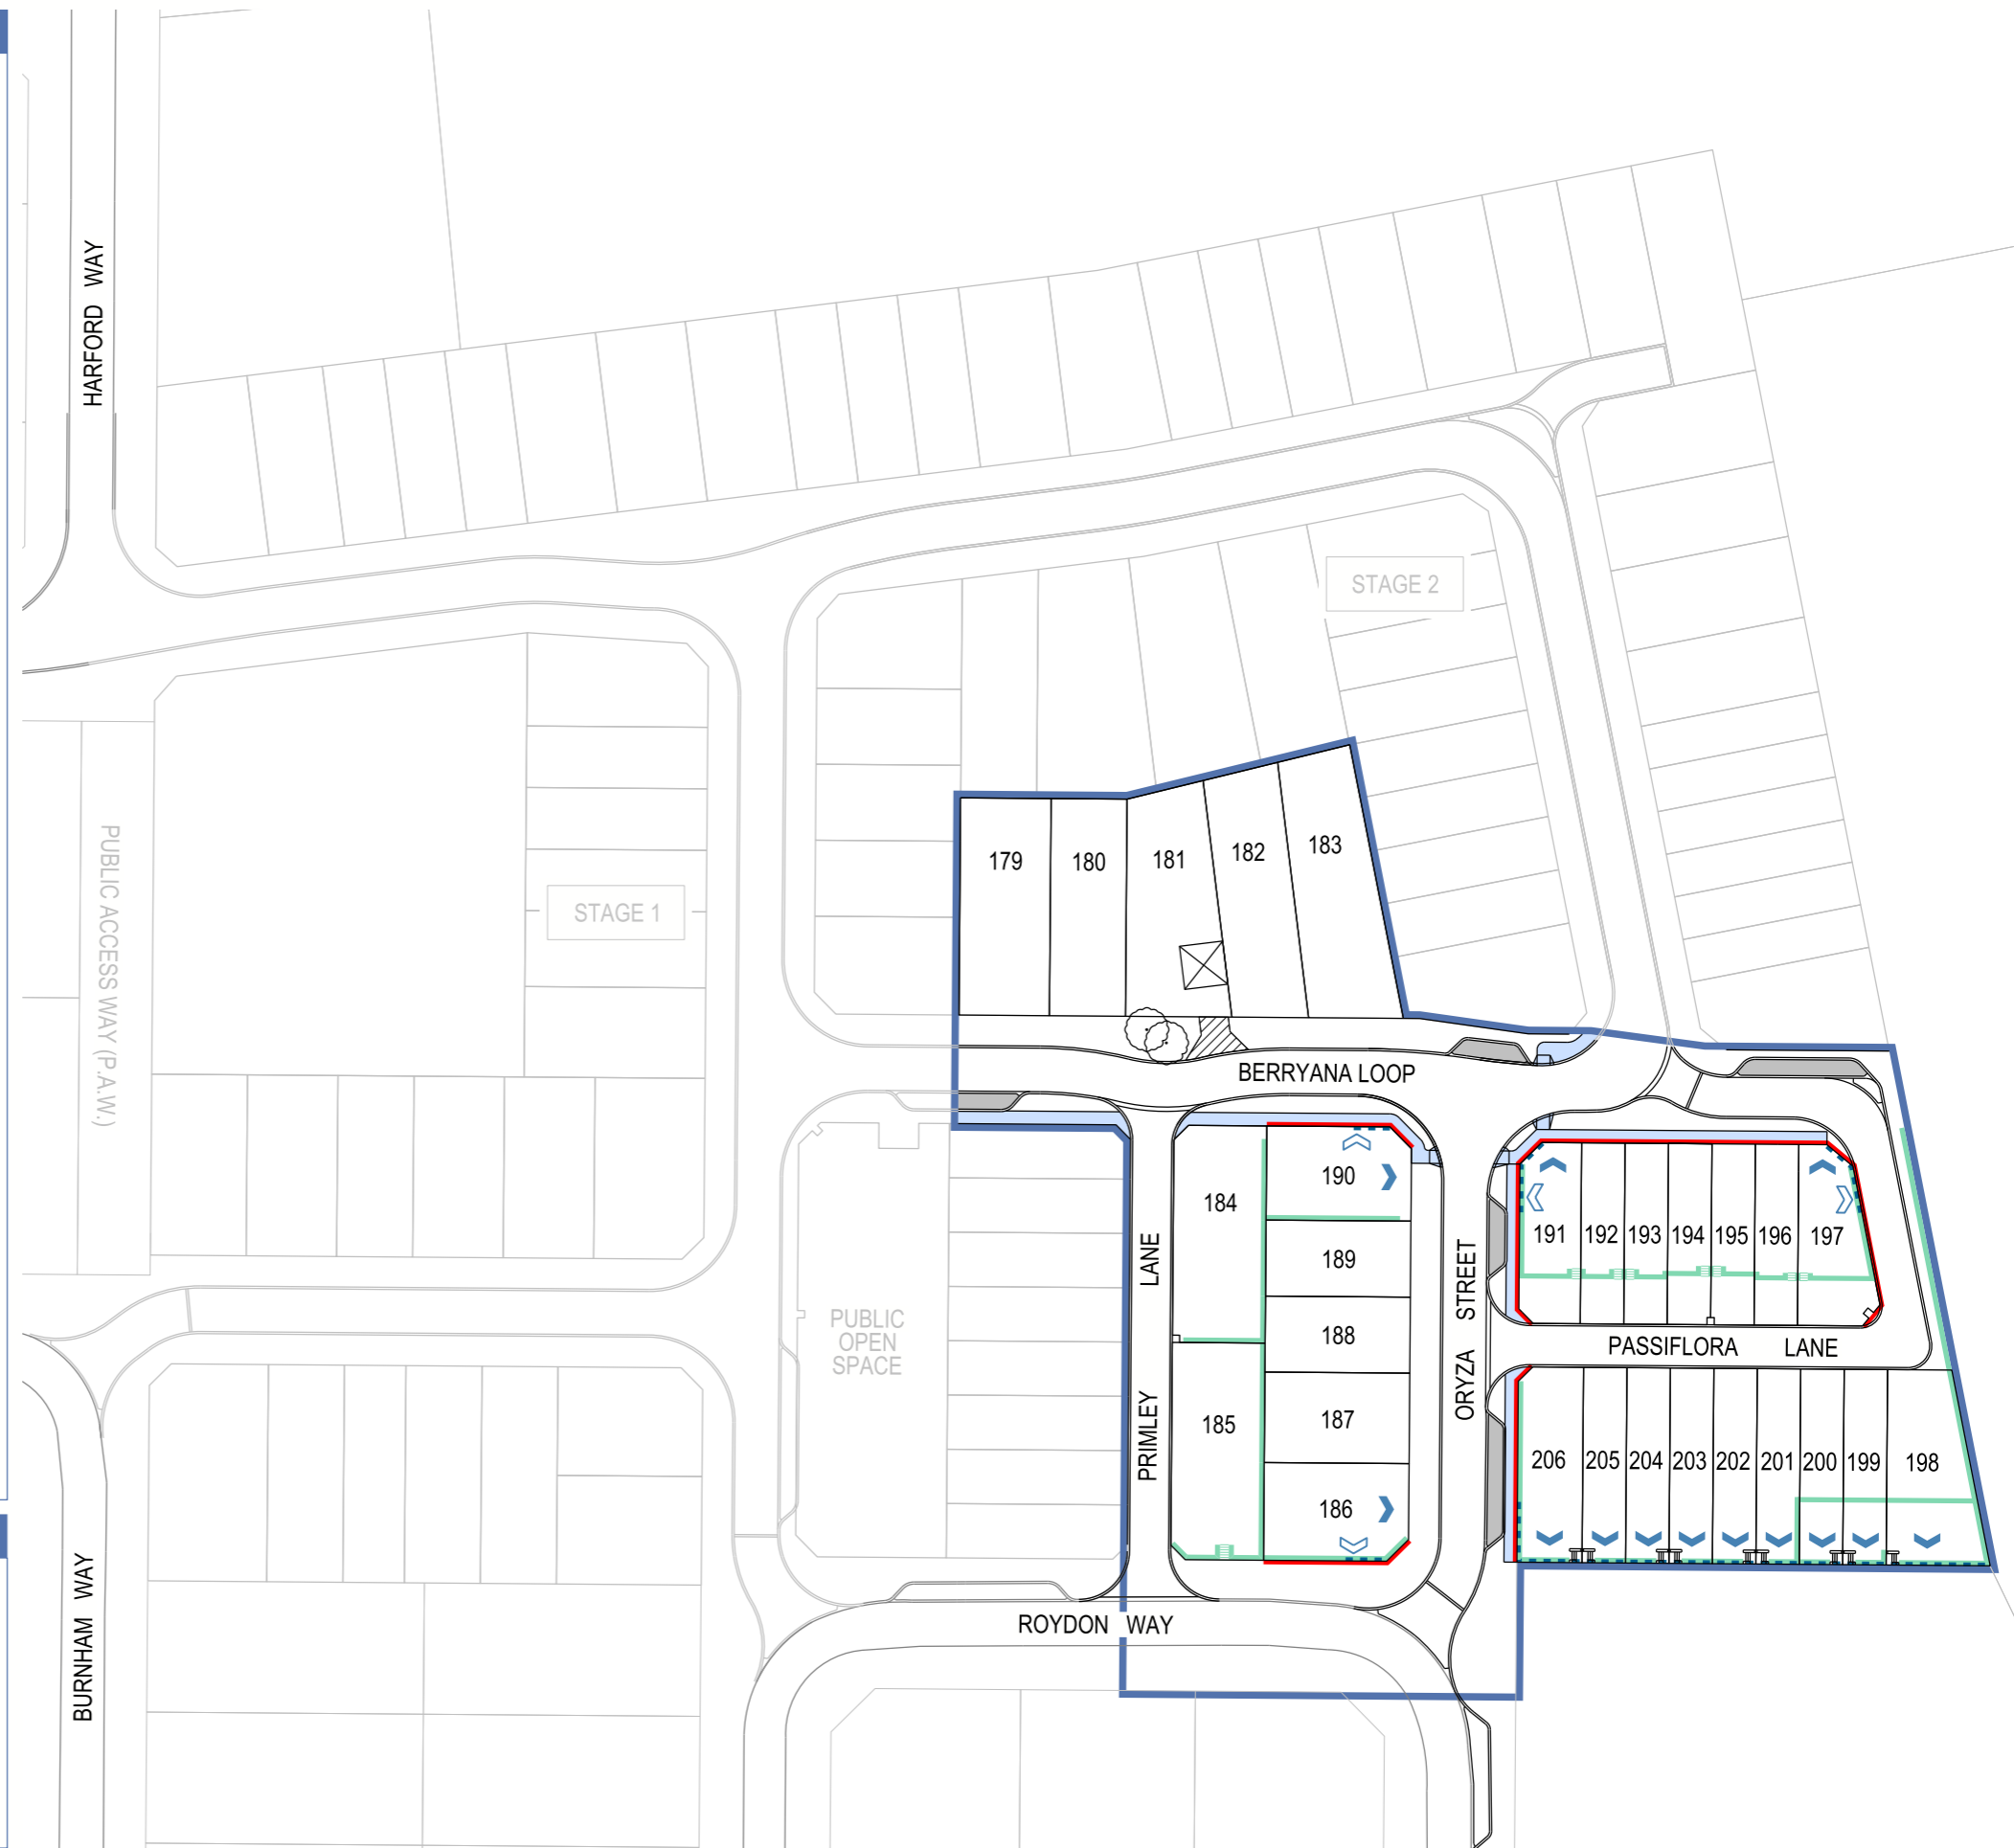 HARFORD WAY
STAGE 2
PUBLIC ACCESS WAY (P.A.W.)
STAGE 1
179
180
181
182
183
BERRYANA LOOP
184
190
189
188
187
186
185
PRIMLEY LANE
ORYZA STREET
191
192
193
194
195
196
197
PASSIFLORA LANE
PUBLIC
OPEN
SPACE
206
205
204
203
202
201
200
199
198
ROYDON WAY
BURNHAM WAY